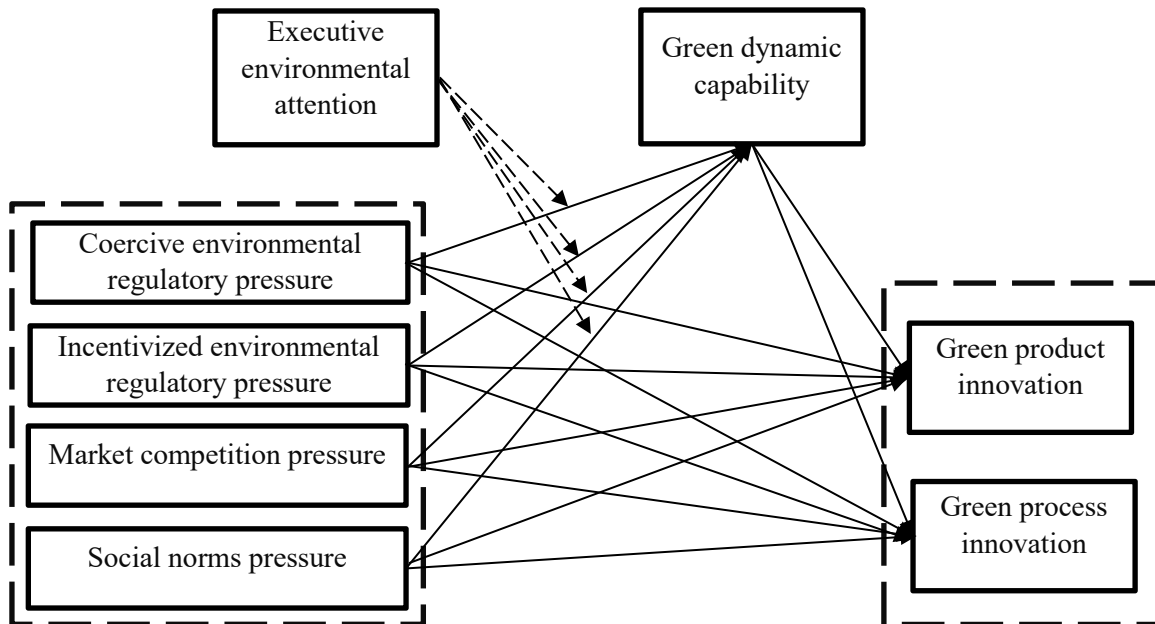 Executive
environmental
attention
Green dynamic
capability
Coercive environmental
regulatory pressure
Incentivized environmental
regulatory pressure
Market competition pressure
Social norms pressure
Green product
innovation
Green process
innovation